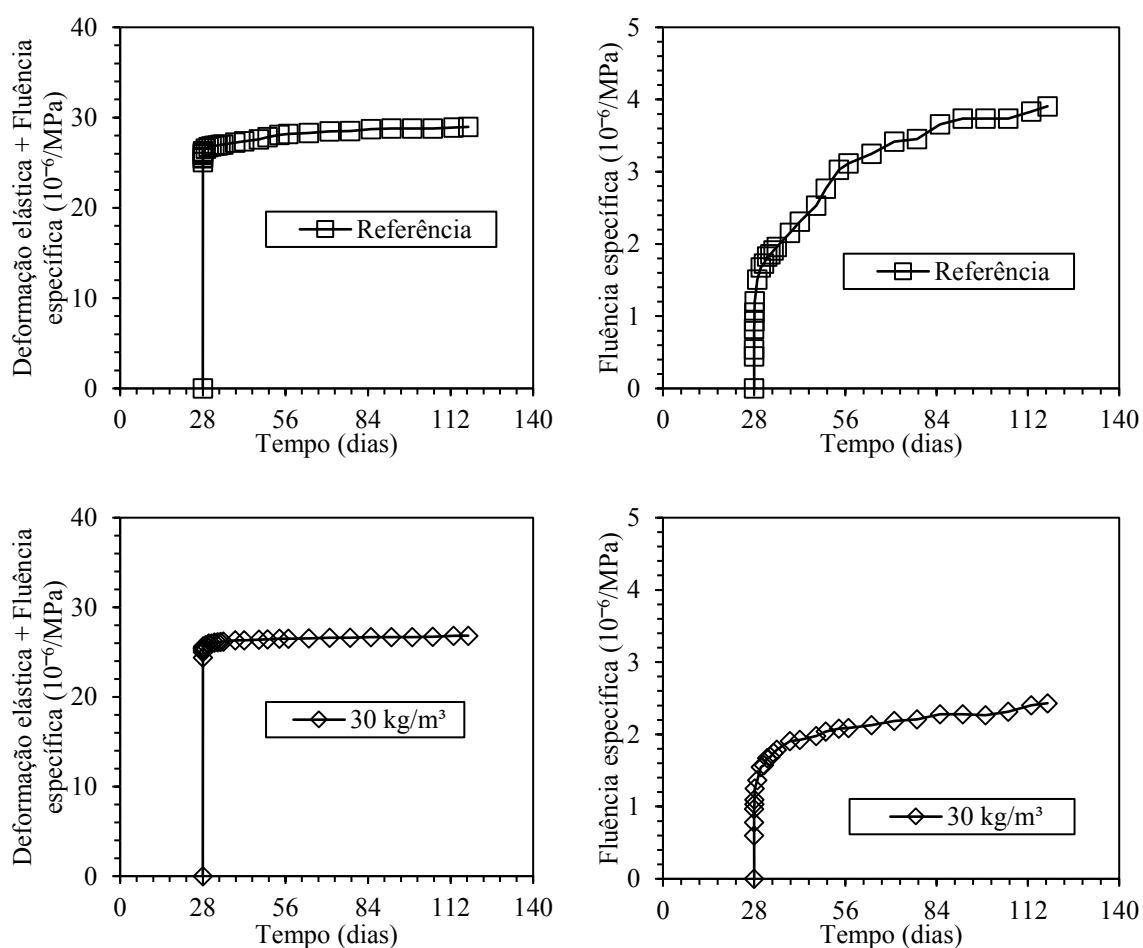 Deformação elástica + Fluência
específica (10⁻⁶/MPa)
40
30
20
10
0
0 28 56 84 112 140
Tempo (dias)
Referência
Fluência específica (10⁻⁶/MPa)
5
4
3
2
1
0
0 28 56 84 112 140
Tempo (dias)
Referência
Deformação elástica + Fluência
específica (10⁻⁶/MPa)
40
30
20
10
0
0 28 56 84 112 140
Tempo (dias)
30 kg/m³
Fluência específica (10⁻⁶/MPa)
5
4
3
2
1
0
0 28 56 84 112 140
Tempo (dias)
30 kg/m³